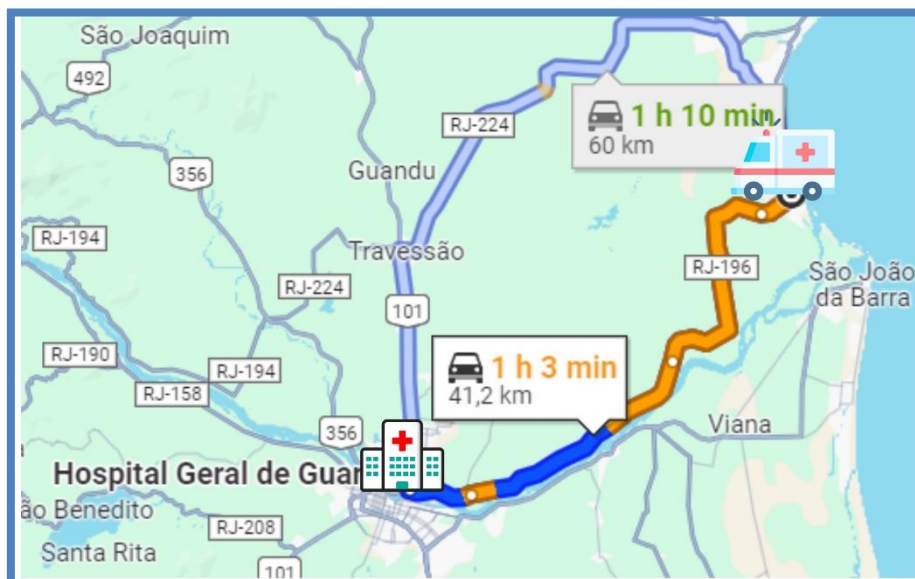 São Joaquim
492
RJ-224
1 h 10 min
60 km
356
Guandu
RJ-194
Travessão
RJ-196
São João
da Barra
RJ-224
101
RJ-190
RJ-194
1 h 3 min
41,2 km
RJ-158
356
Viana
Hospital Geral de Guar
ão Benedito
RJ-208
Santa Rita
101